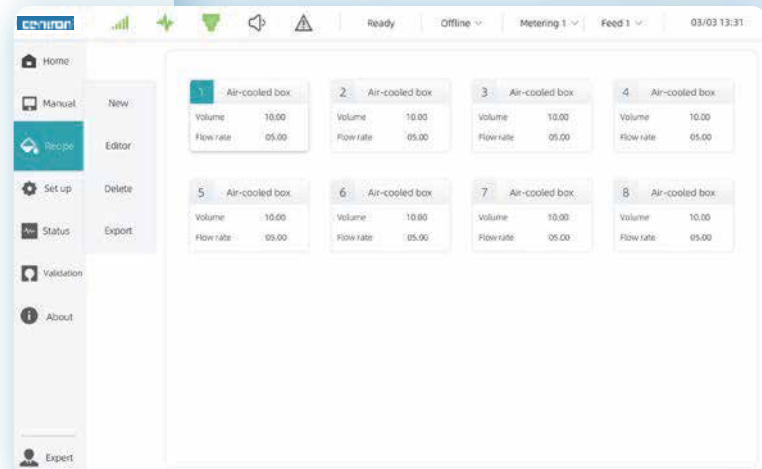 centron
Ready
Offline
Metering 1
Feed 1
03/03 13:31
Home
Manual
Recipe
Set up
Status
Validation
About
Expert
New
Editor
Delete
Export
1 Air-cooled box
Volume 10.00
Flow rate 05.00
2 Air-cooled box
Volume 10.00
Flow rate 05.00
3 Air-cooled box
Volume 10.00
Flow rate 05.00
4 Air-cooled box
Volume 10.00
Flow rate 05.00
5 Air-cooled box
Volume 10.00
Flow rate 05.00
6 Air-cooled box
Volume 10.00
Flow rate 05.00
7 Air-cooled box
Volume 10.00
Flow rate 05.00
8 Air-cooled box
Volume 10.00
Flow rate 05.00